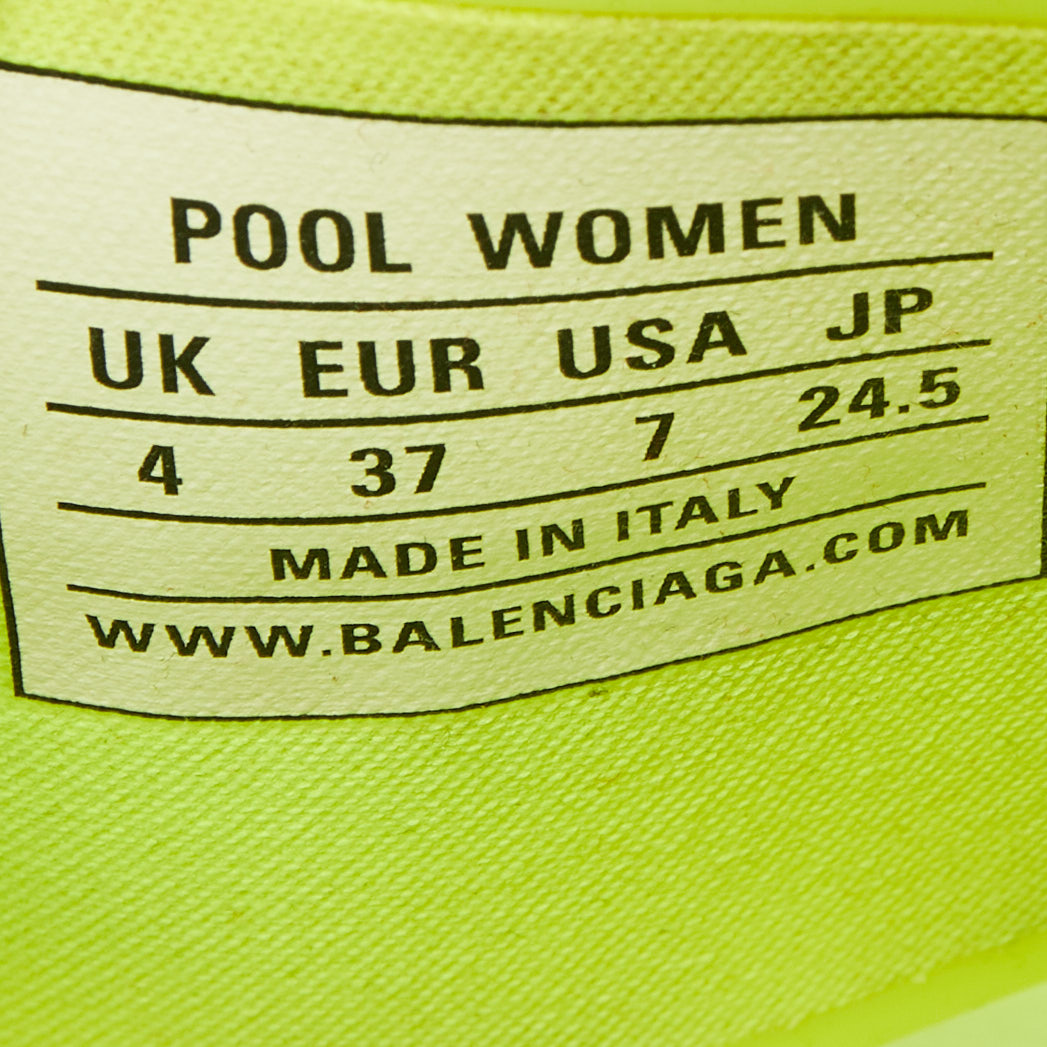 POOL WOMEN
UK EUR USA JP
4 37 7 24.5
MADE IN ITALY
WWW.BALENCIAGA.COM